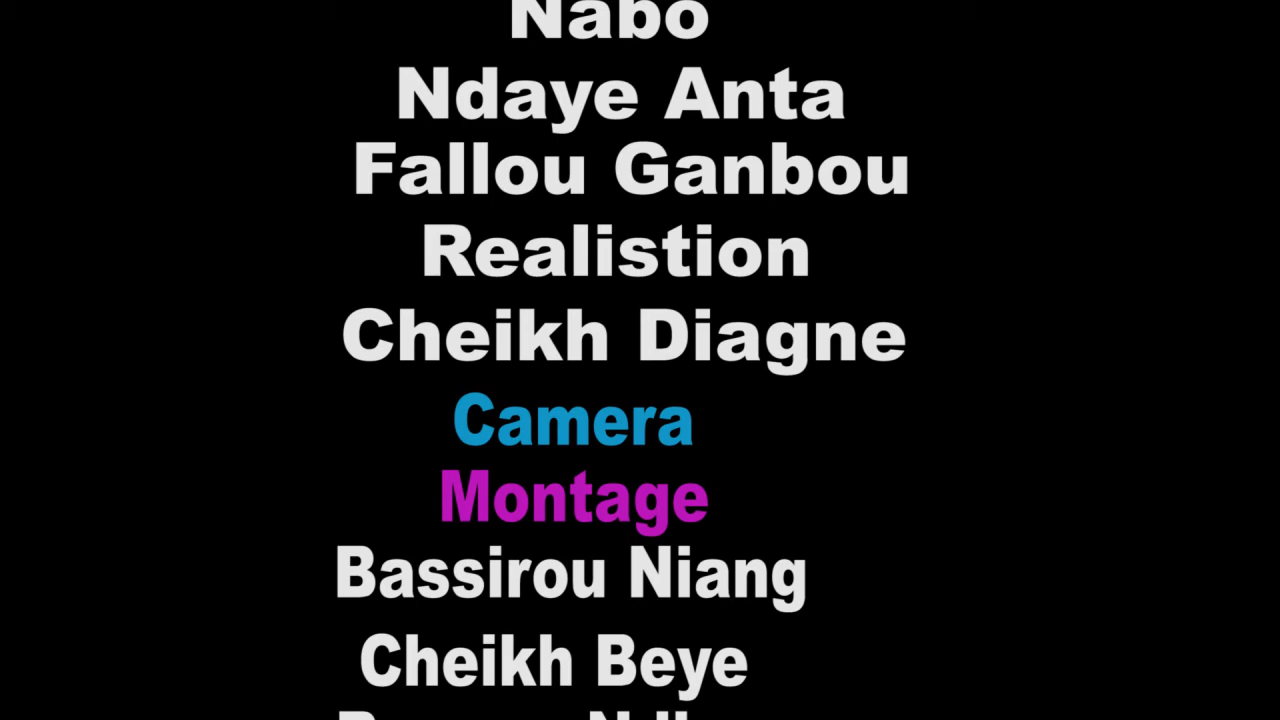 Nabo
Ndaye Anta
Fallou Ganbou
Realistion
Cheikh Diagne
Camera
Montage
Bassirou Niang
Cheikh Beye